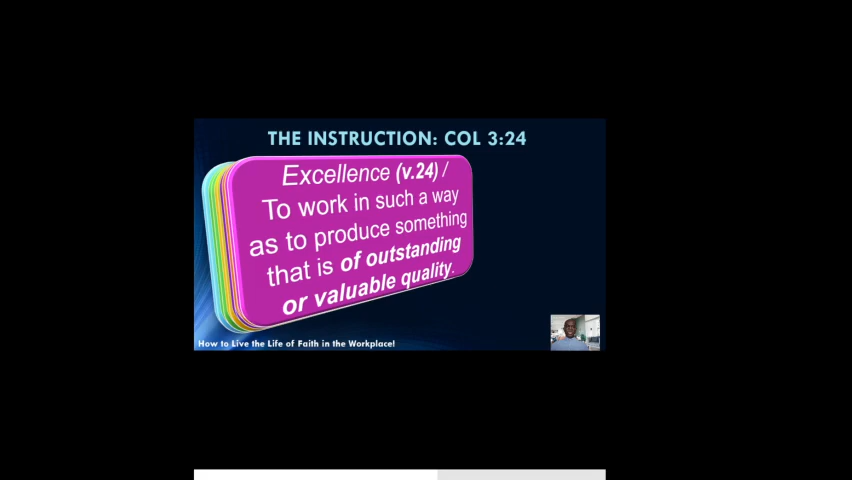 THE INSTRUCTION: COL 3:24
Excellence (v.24) /
To work in such a way
as to produce something
that is of outstanding
or valuable quality.
How to Live the Life of Faith in the Workplace!